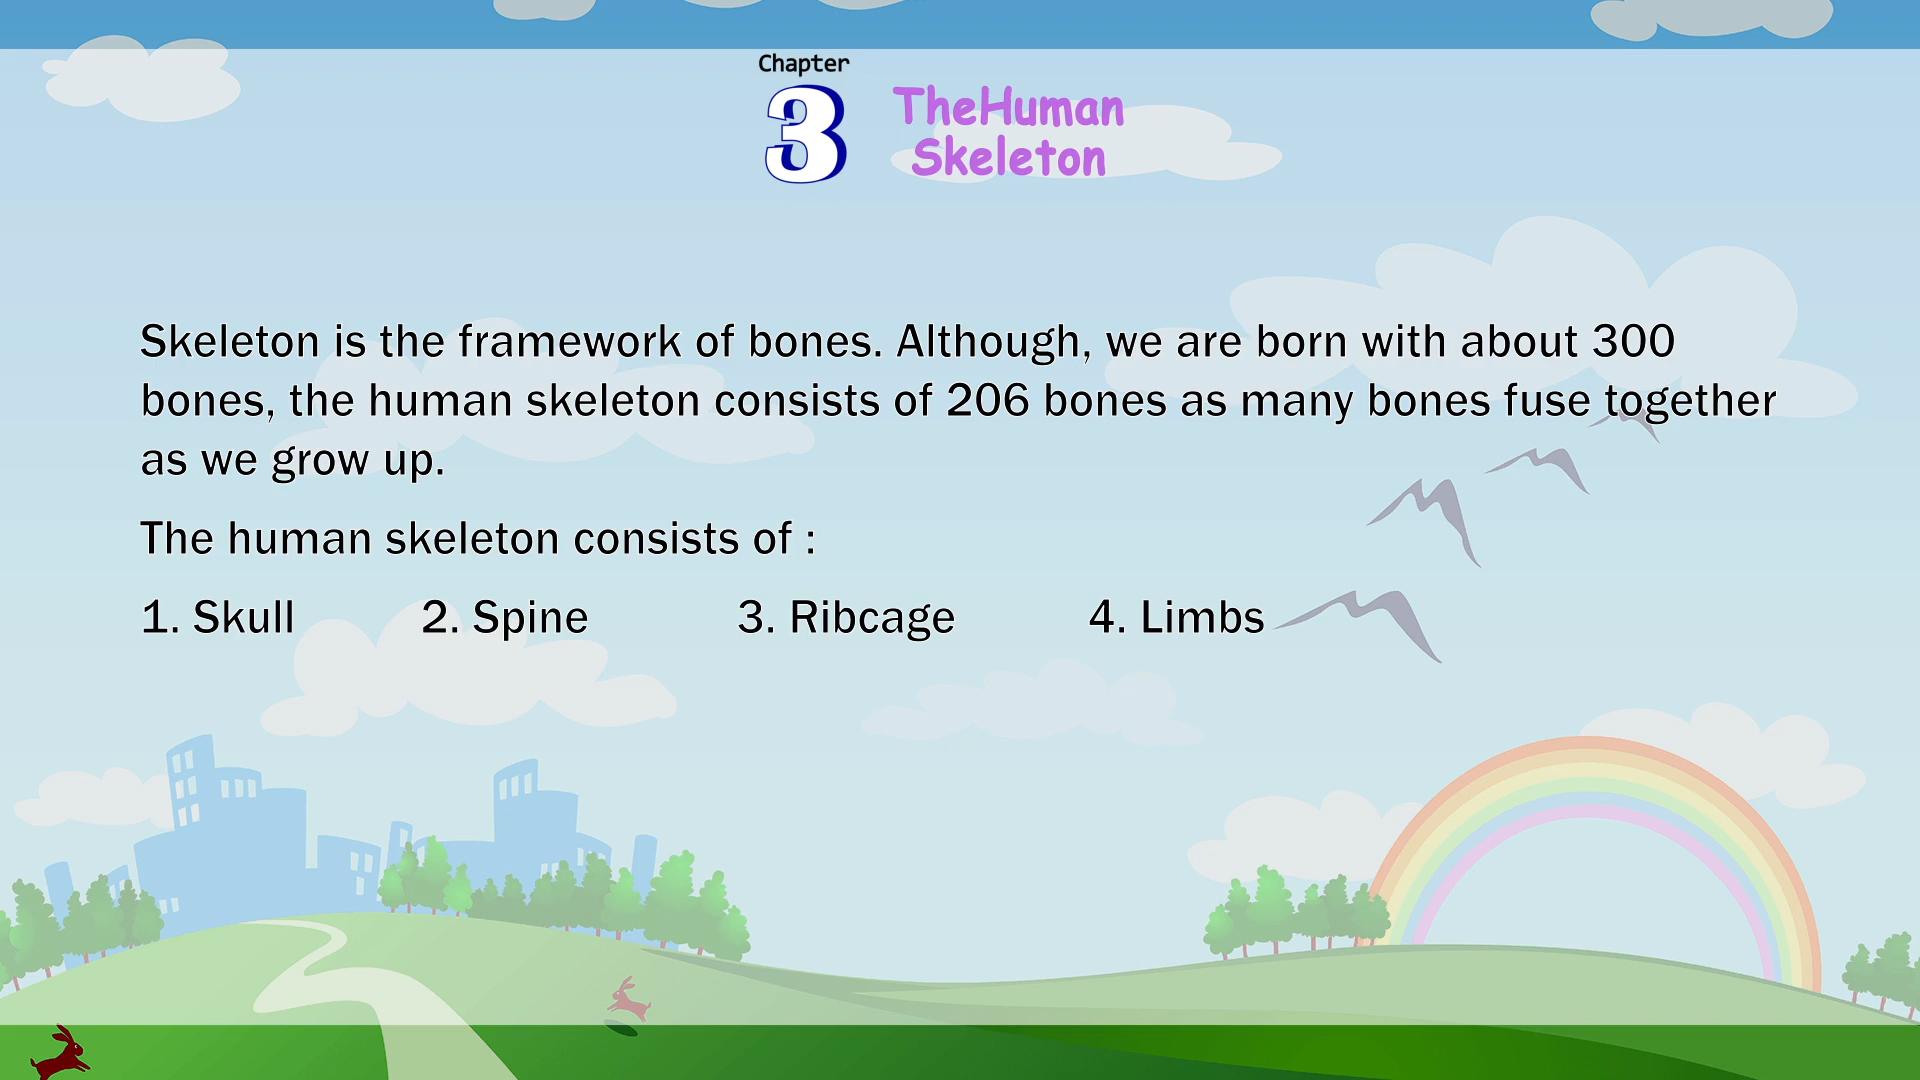 Chapter
3
TheHuman
Skeleton
Skeleton is the framework of bones. Although, we are born with about 300
bones, the human skeleton consists of 206 bones as many bones fuse together
as we grow up.
The human skeleton consists of :
1. Skull 2. Spine 3. Ribcage 4. Limbs